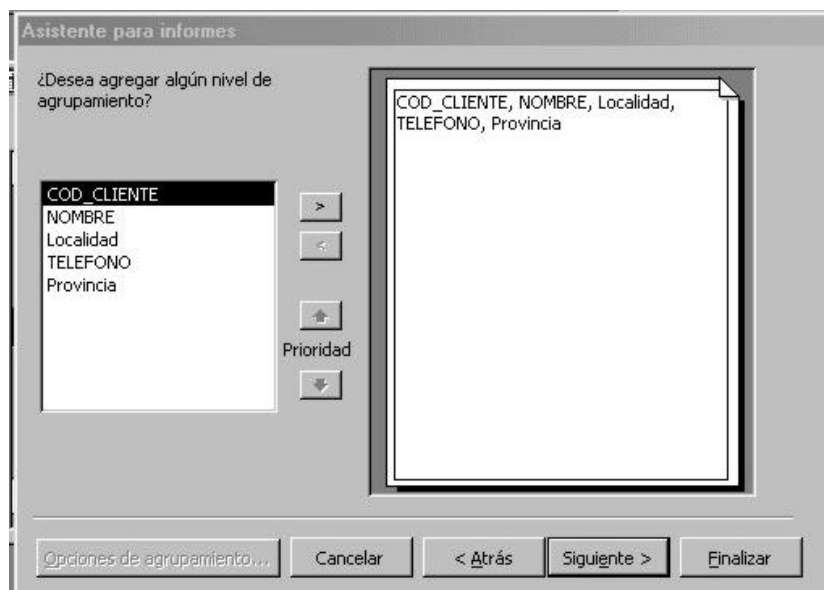 Asistente para informes
¿Desea agregar algún nivel de
agrupamiento?
COD_CLIENTE
NOMBRE
Localidad
TELEFONO
Provincia
>
<
Prioridad
COD_CLIENTE, NOMBRE, Localidad,
TELEFONO, Provincia
Opciones de agrupamiento...
Cancelar
< Atrás
Siguiente >
Finalizar